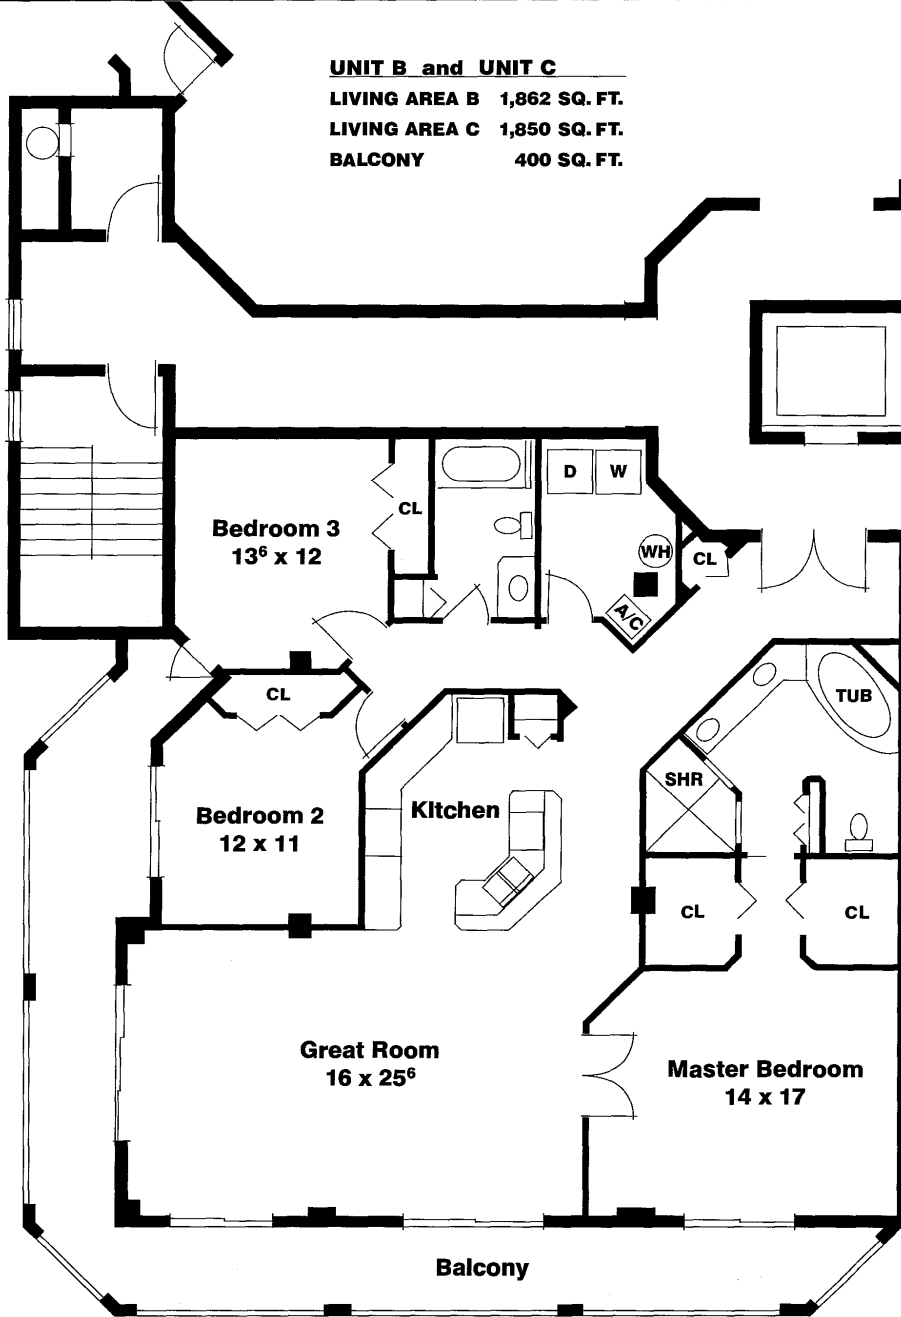 UNIT B and UNIT C
LIVING AREA B 1,862 SQ. FT.
LIVING AREA C 1,850 SQ. FT.
BALCONY 400 SQ. FT.
D W
CL
Bedroom 3
13⁶ x 12
WH
CL
A/C
CL
TUB
SHR
Bedroom 2
12 x 11
KItchen
CL
CL
Great Room
16 x 25⁶
Master Bedroom
14 x 17
Balcony